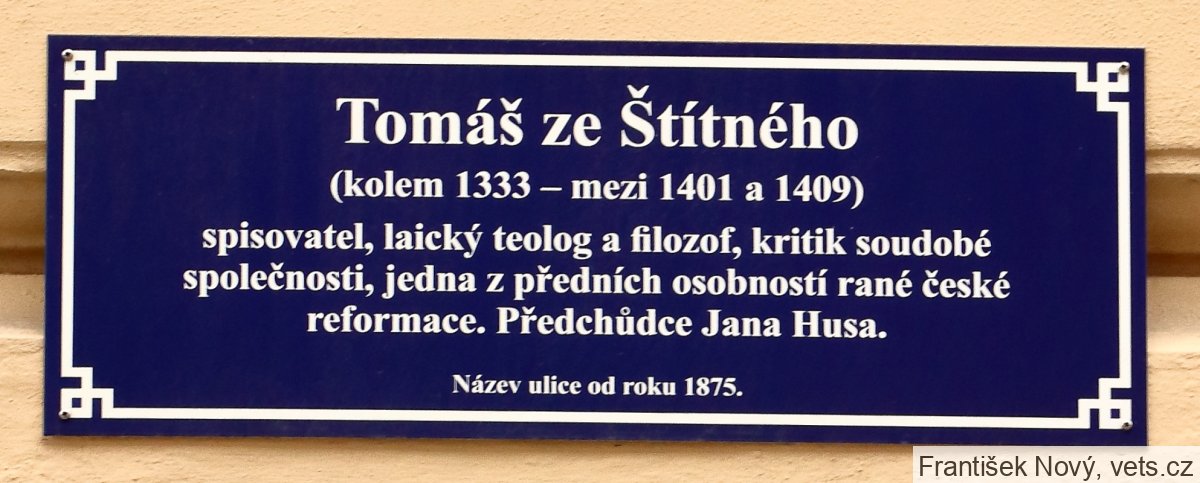 Tomáš ze Štítného
(kolem 1333 – mezi 1401 a 1409)
spisovatel, laický teolog a filozof, kritik soudobé
společnosti, jedna z předních osobností rané české
reformace. Předchůdce Jana Husa.
Název ulice od roku 1875.
František Nový, vets.cz